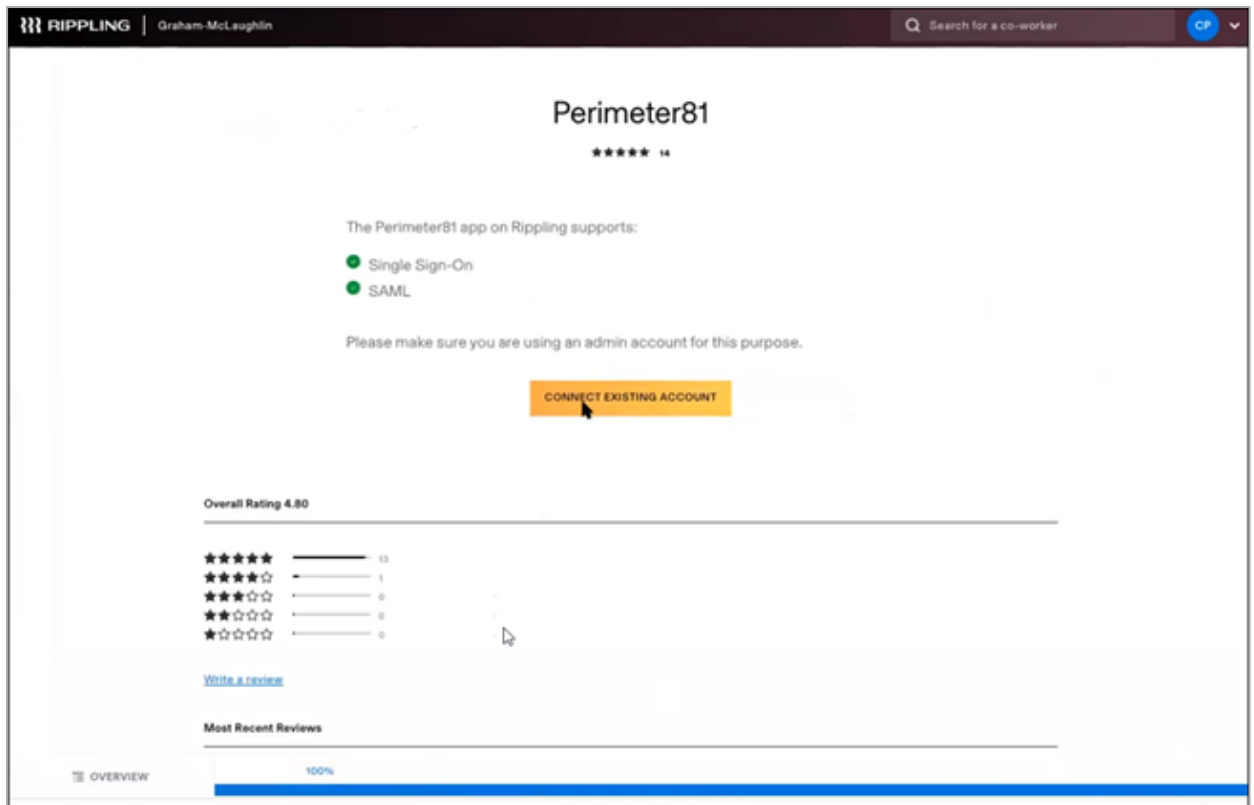 RIPPLING | Graham-McLaughlin
Search for a co-worker
CP
Perimeter81
★★★★★ 14
The Perimeter81 app on Rippling supports:
Single Sign-On
SAML
Please make sure you are using an admin account for this purpose.
CONNECT EXISTING ACCOUNT
Overall Rating 4.80
★★★★★ 13
★★★★☆ 1
★★★☆☆ 0
★★☆☆☆ 0
★☆☆☆☆ 0
Write a review
Most Recent Reviews
OVERVIEW
100%